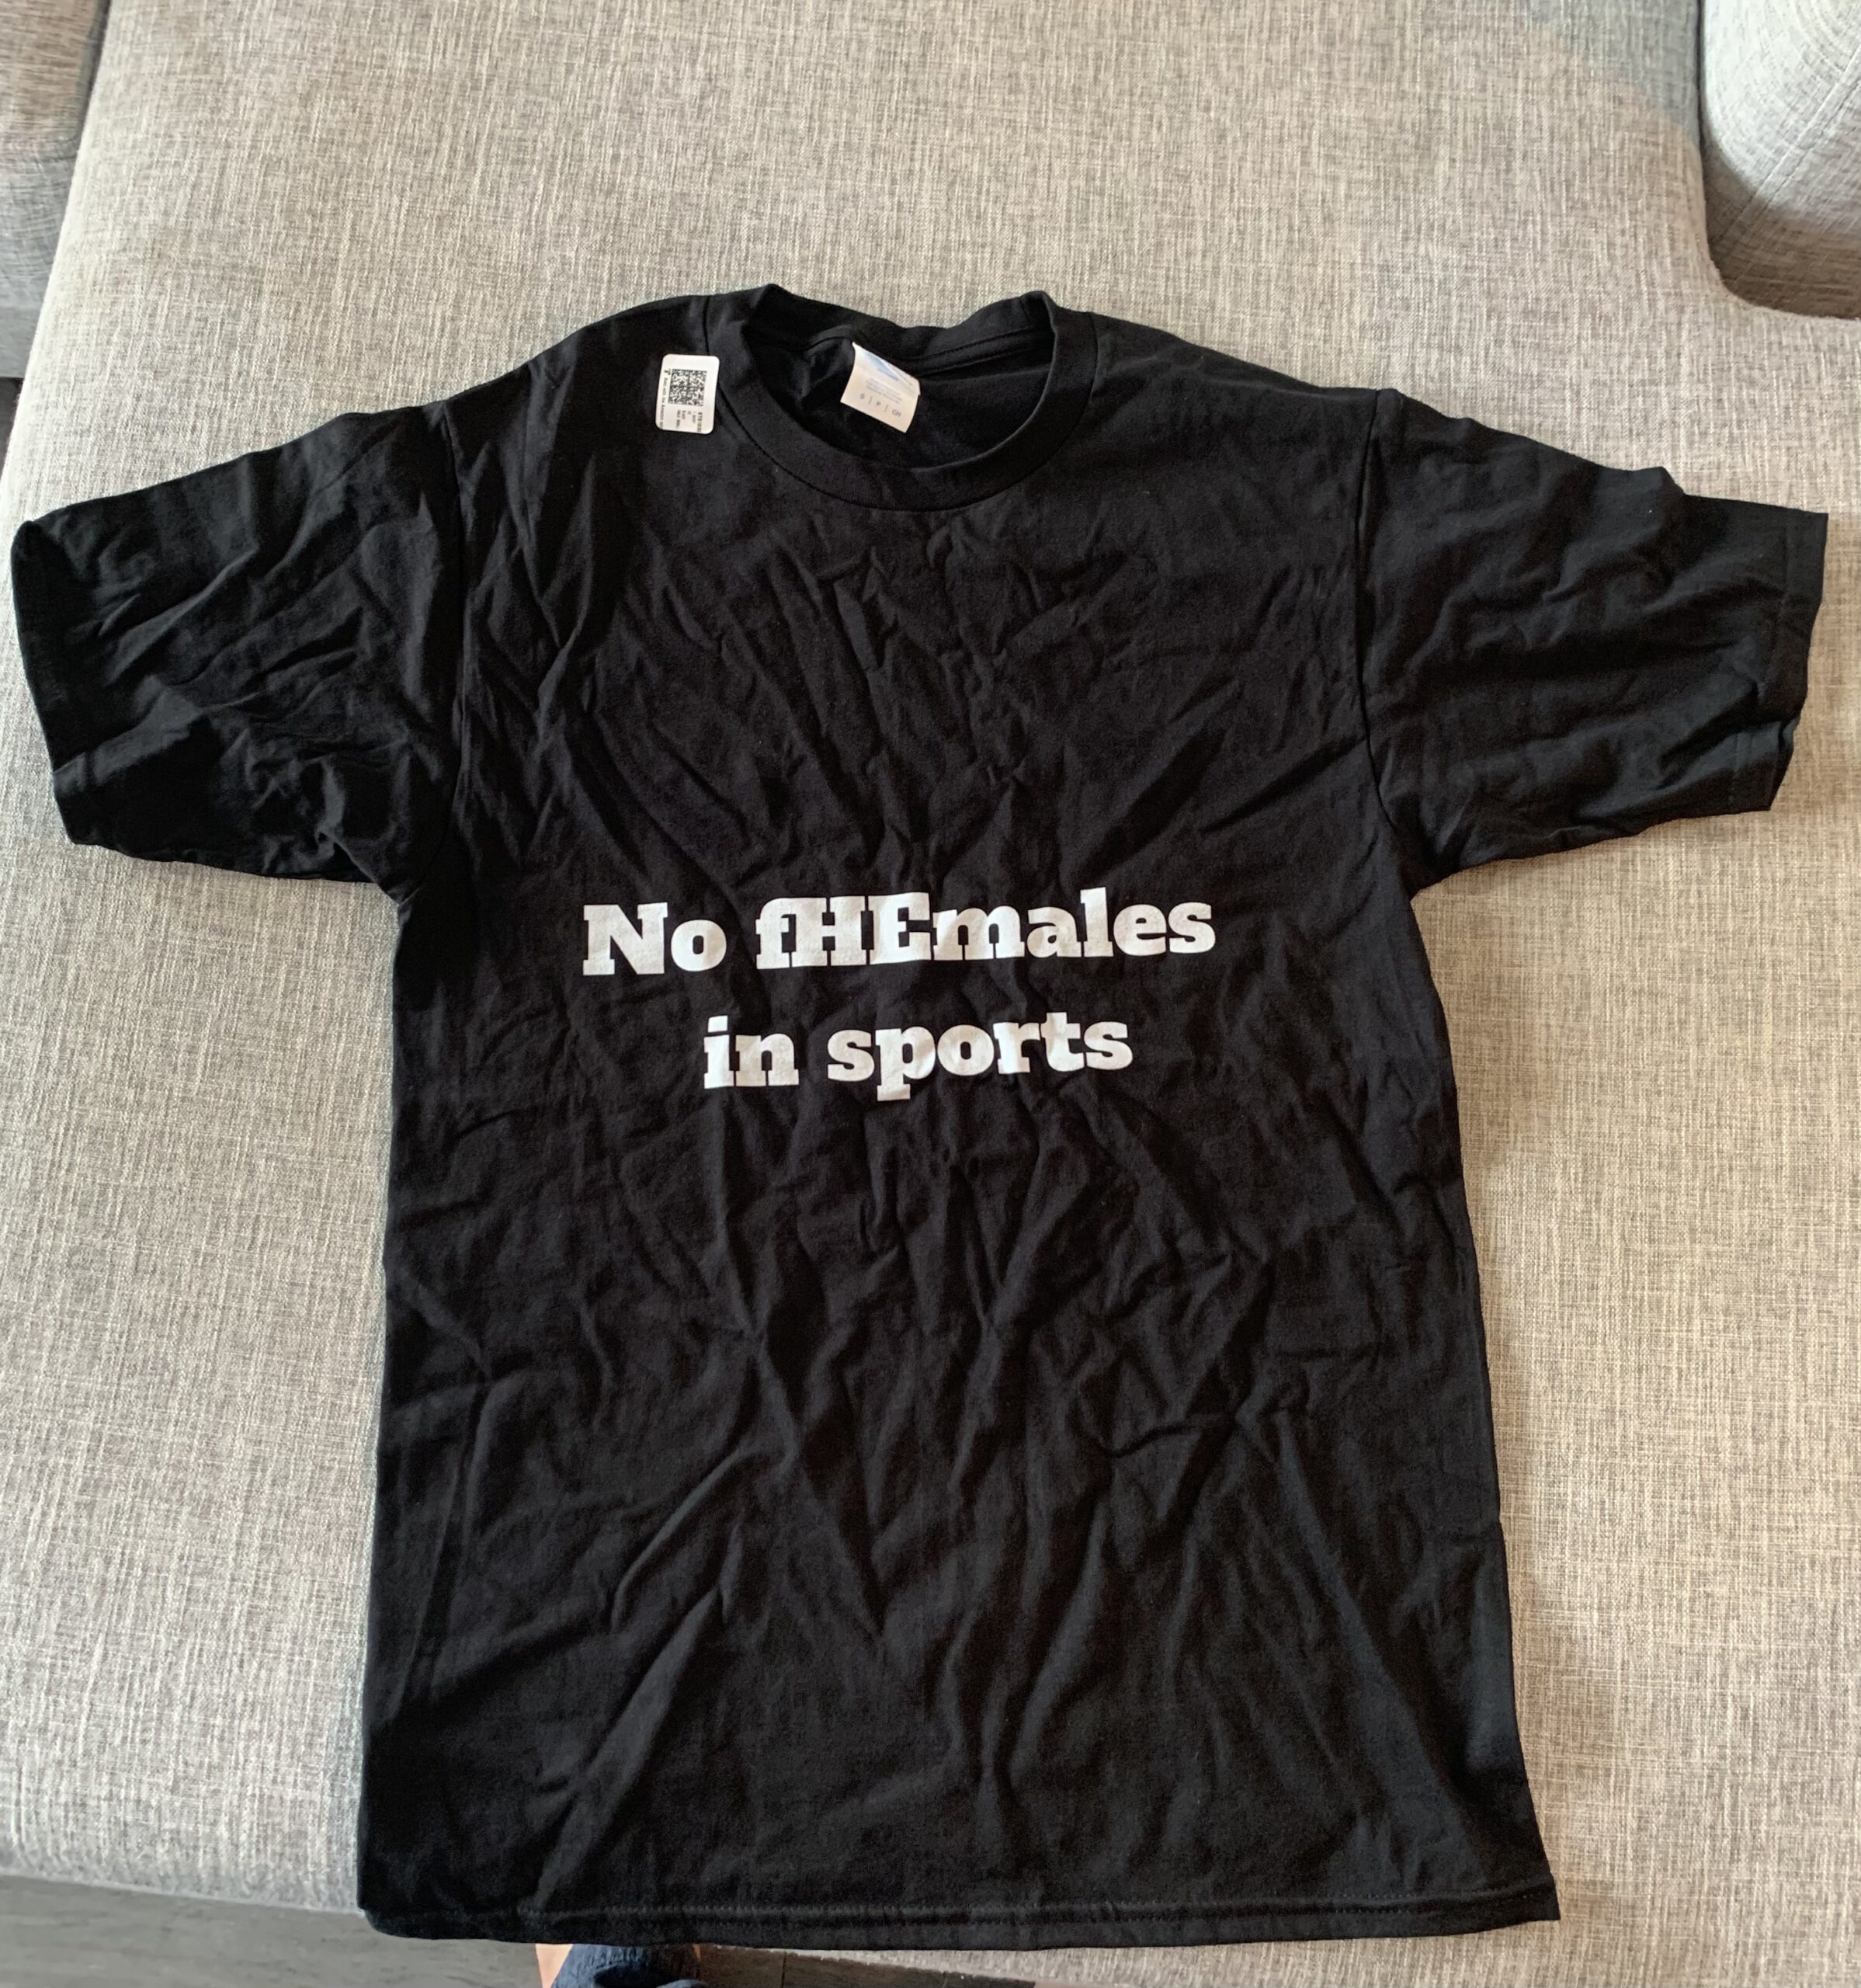 No fHEmales
in sports